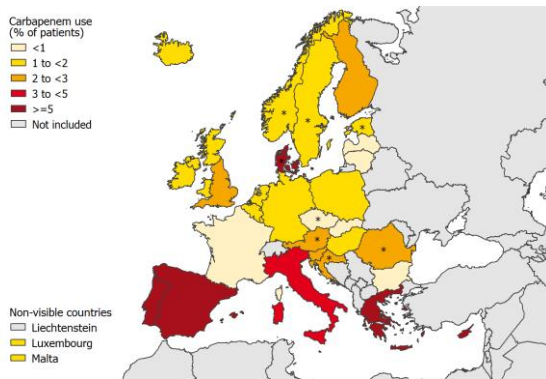 Carbapenem use
(% of patients)
<1
1 to <2
2 to <3
3 to <5
>=5
Not included
Non-visible countries
Liechtenstein
Luxembourg
Malta